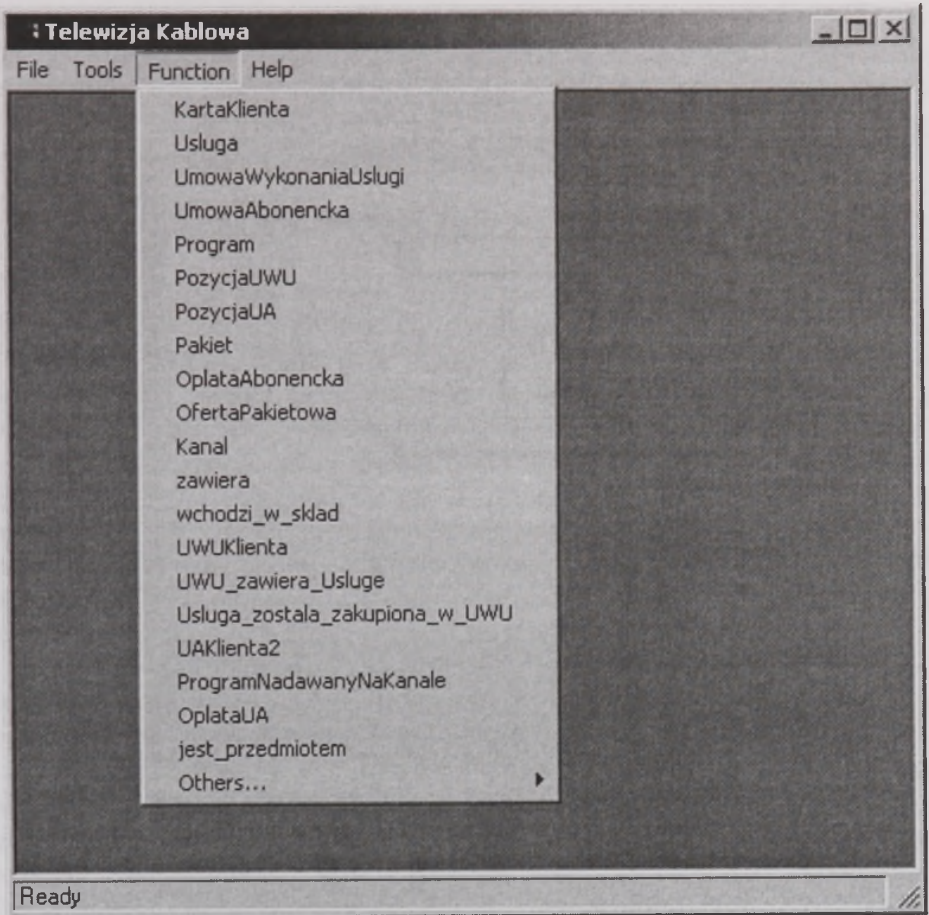 Telewizja Kablowa
File Tools Function Help
KartaKlienta
Usluga
UmowaWykonaniaUslugi
UmowaAbonencka
Program
PozycjaUWU
PozycjaUA
Pakiet
OplataAbonencka
OfertaPakietowa
Kanal
zawiera
wchodzi_w_sklad
UWUKlienta
UWU_zawiera_Usluge
Usluga_zostala_zakupiona_w_UWU
UAKlienta2
ProgramNadawanyNaKanale
OplataUA
jest_przedmiotem
Others...
Ready